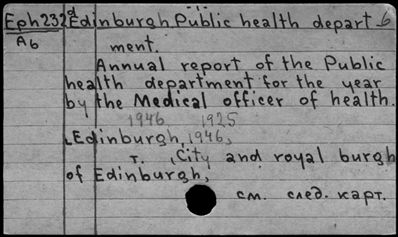 Eph232d Edinburgh Public health depart- 6
A6 ment.
Annual report of the Public
health department for the year
by the Medical officer of health.
1946 1925
Edinburgh, 1946,
т. , City and royal burgh
of Edinburgh,
см. след. карт.